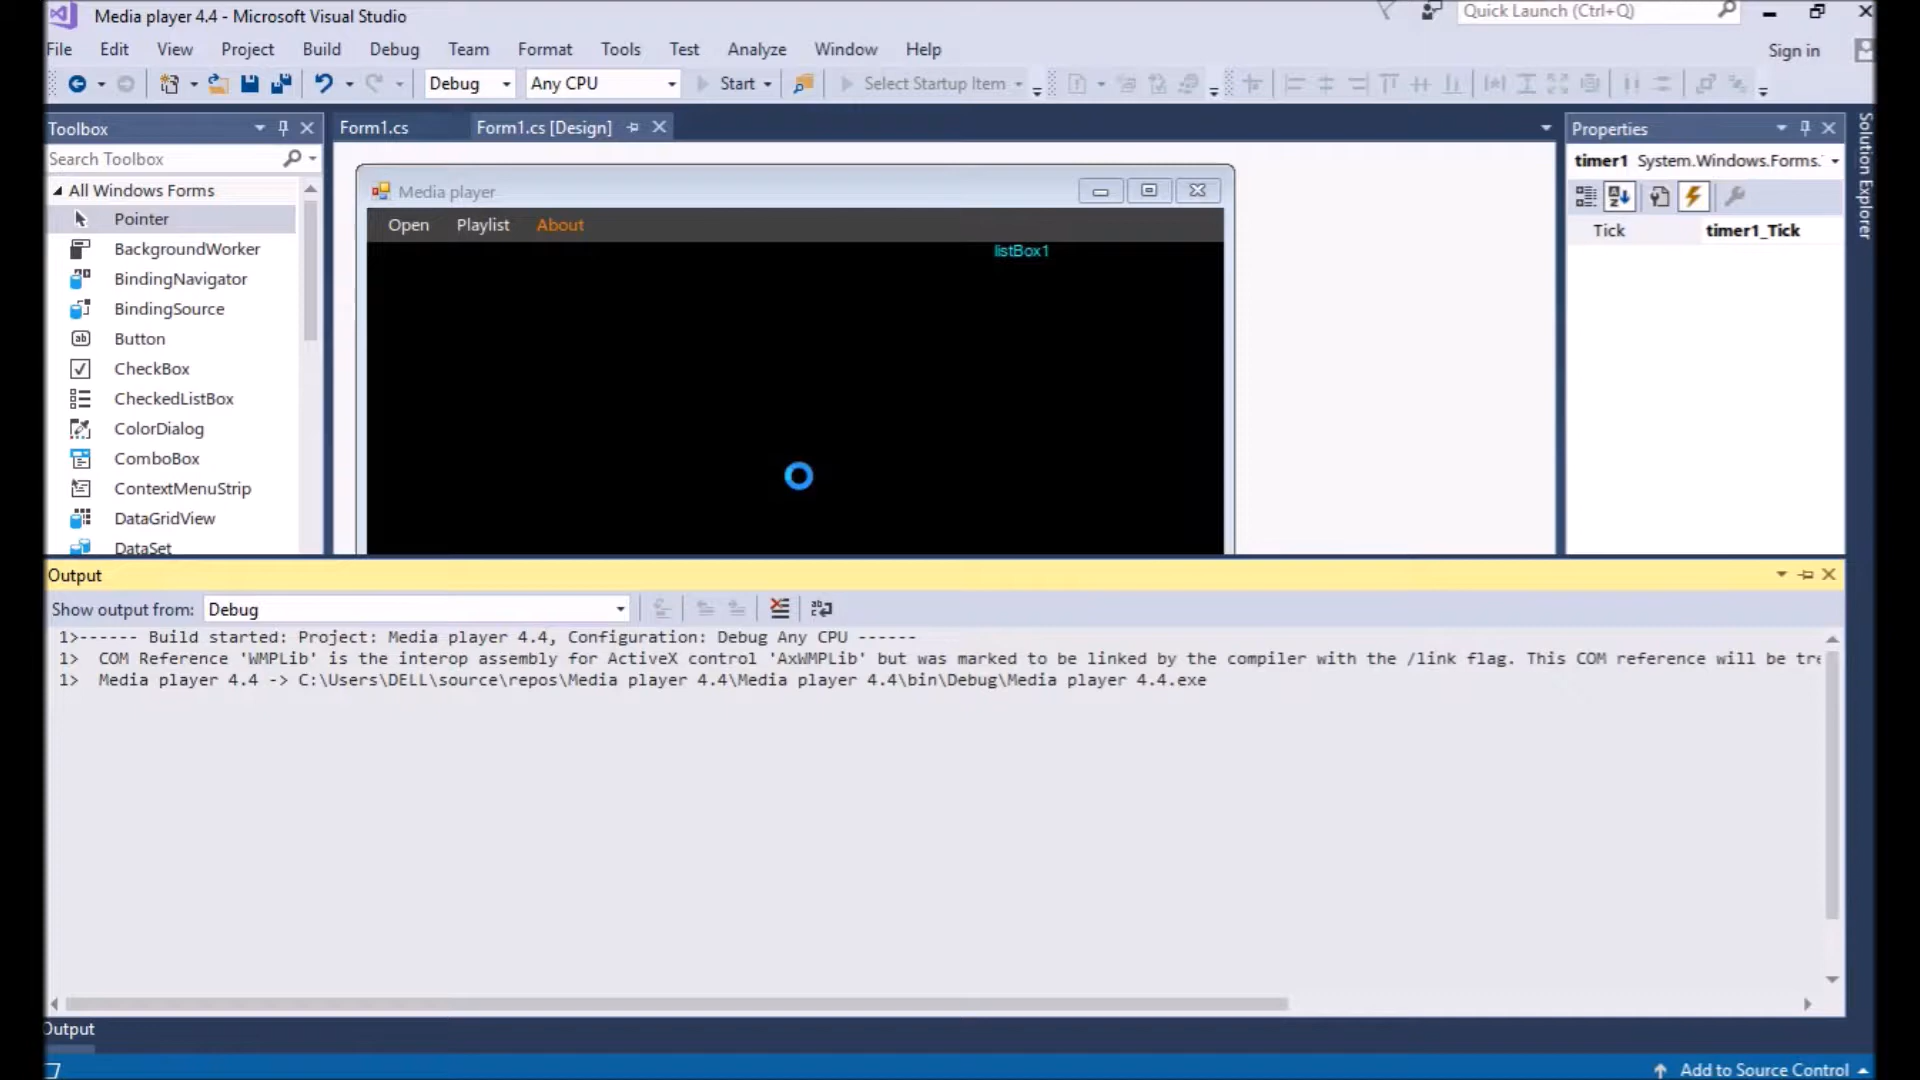 Media player 4.4 - Microsoft Visual Studio
Quick Launch (Ctrl+Q)
File Edit View Project Build Debug Team Format Tools Test Analyze Window Help
Sign in
Debug Any CPU Start Select Startup Item
Toolbox
Search Toolbox
All Windows Forms
Pointer
BackgroundWorker
BindingNavigator
BindingSource
Button
CheckBox
CheckedListBox
ColorDialog
ComboBox
ContextMenuStrip
DataGridView
DataSet
Form1.cs Form1.cs [Design]
Media player
Open Playlist About
listBox1
Properties
timer1 System.Windows.Forms.
Tick timer1_Tick
Solution Explorer
Output
Show output from: Debug
1>------ Build started: Project: Media player 4.4, Configuration: Debug Any CPU ------
1>  COM Reference 'WMPLib' is the interop assembly for ActiveX control 'AxWMPLib' but was marked to be linked by the compiler with the /link flag. This COM reference will be tre
1>  Media player 4.4 -> C:\Users\DELL\source\repos\Media player 4.4\Media player 4.4\bin\Debug\Media player 4.4.exe
Output
Add to Source Control